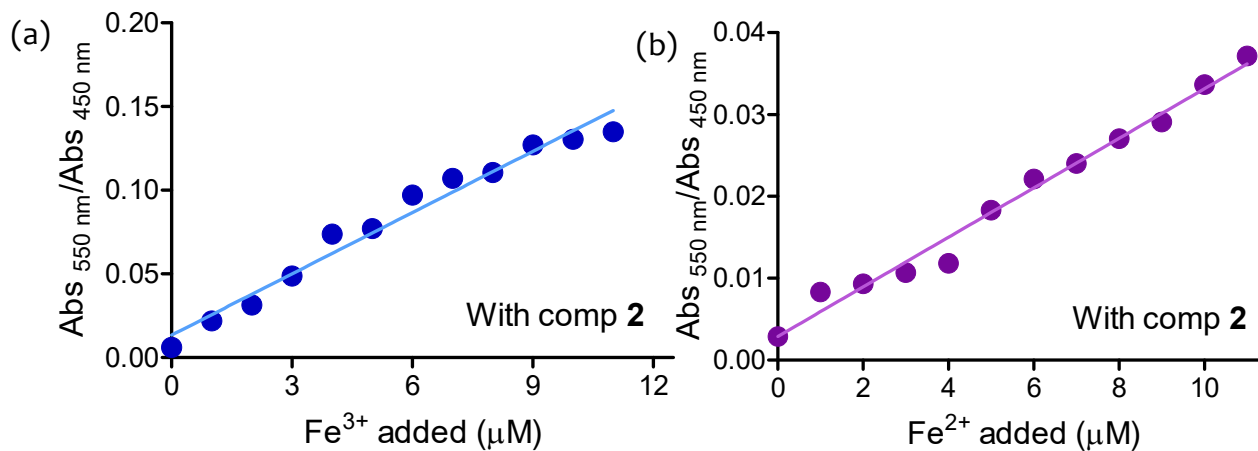 (a)
Abs 550 nm/Abs 450 nm
0.20
0.15
0.10
0.05
0.00
With comp 2
0 3 6 9 12
Fe³⁺ added (μM)
(b)
Abs 550 nm/Abs 450 nm
0.04
0.03
0.02
0.01
0.00
With comp 2
0 2 4 6 8 10
Fe²⁺ added (μM)